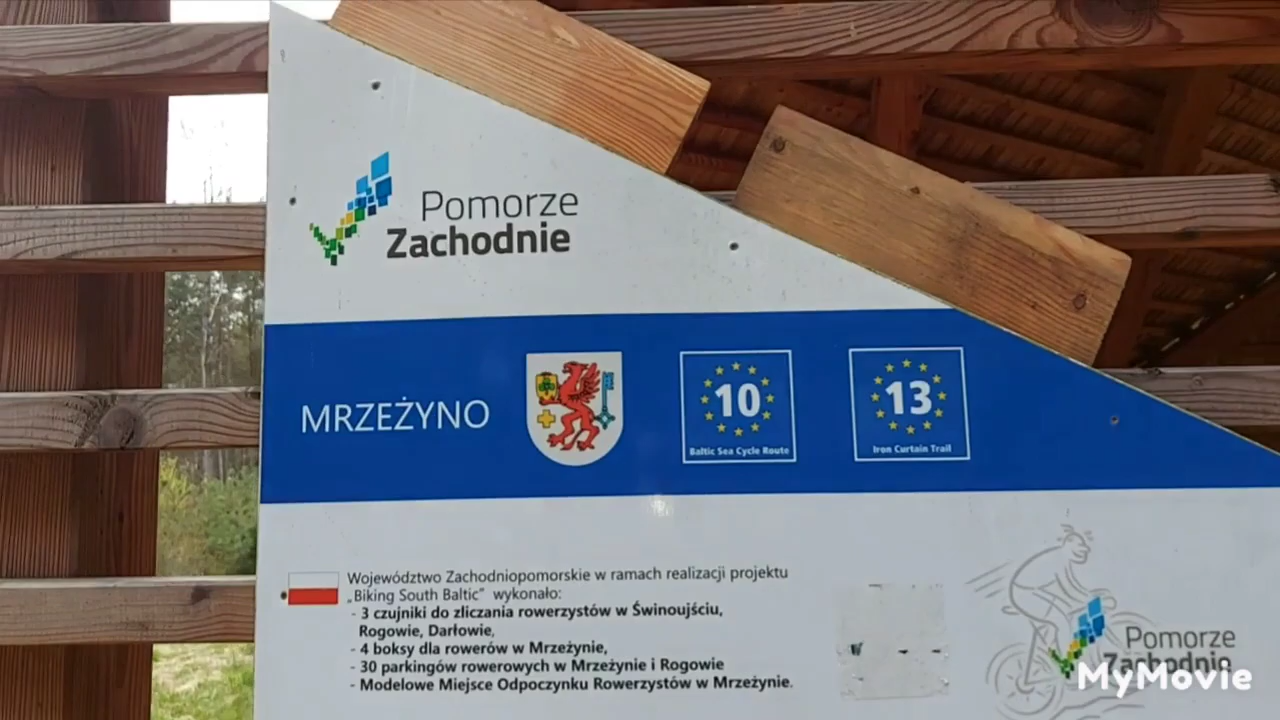 Pomorze
Zachodnie
MRZEŻYNO
10
Baltic Sea Cycle Route
13
Iron Curtain Trail
Województwo Zachodniopomorskie w ramach realizacji projektu
„Biking South Baltic” wykonało:
- 3 czujniki do zliczania rowerzystów w Świnoujściu,
Rogowie, Darłowie,
- 4 boksy dla rowerów w Mrzeżynie,
- 30 parkingów rowerowych w Mrzeżynie i Rogowie
- Modelowe Miejsce Odpoczynku Rowerzystów w Mrzeżynie.
Pomorze
Zachodnie
MyMovie